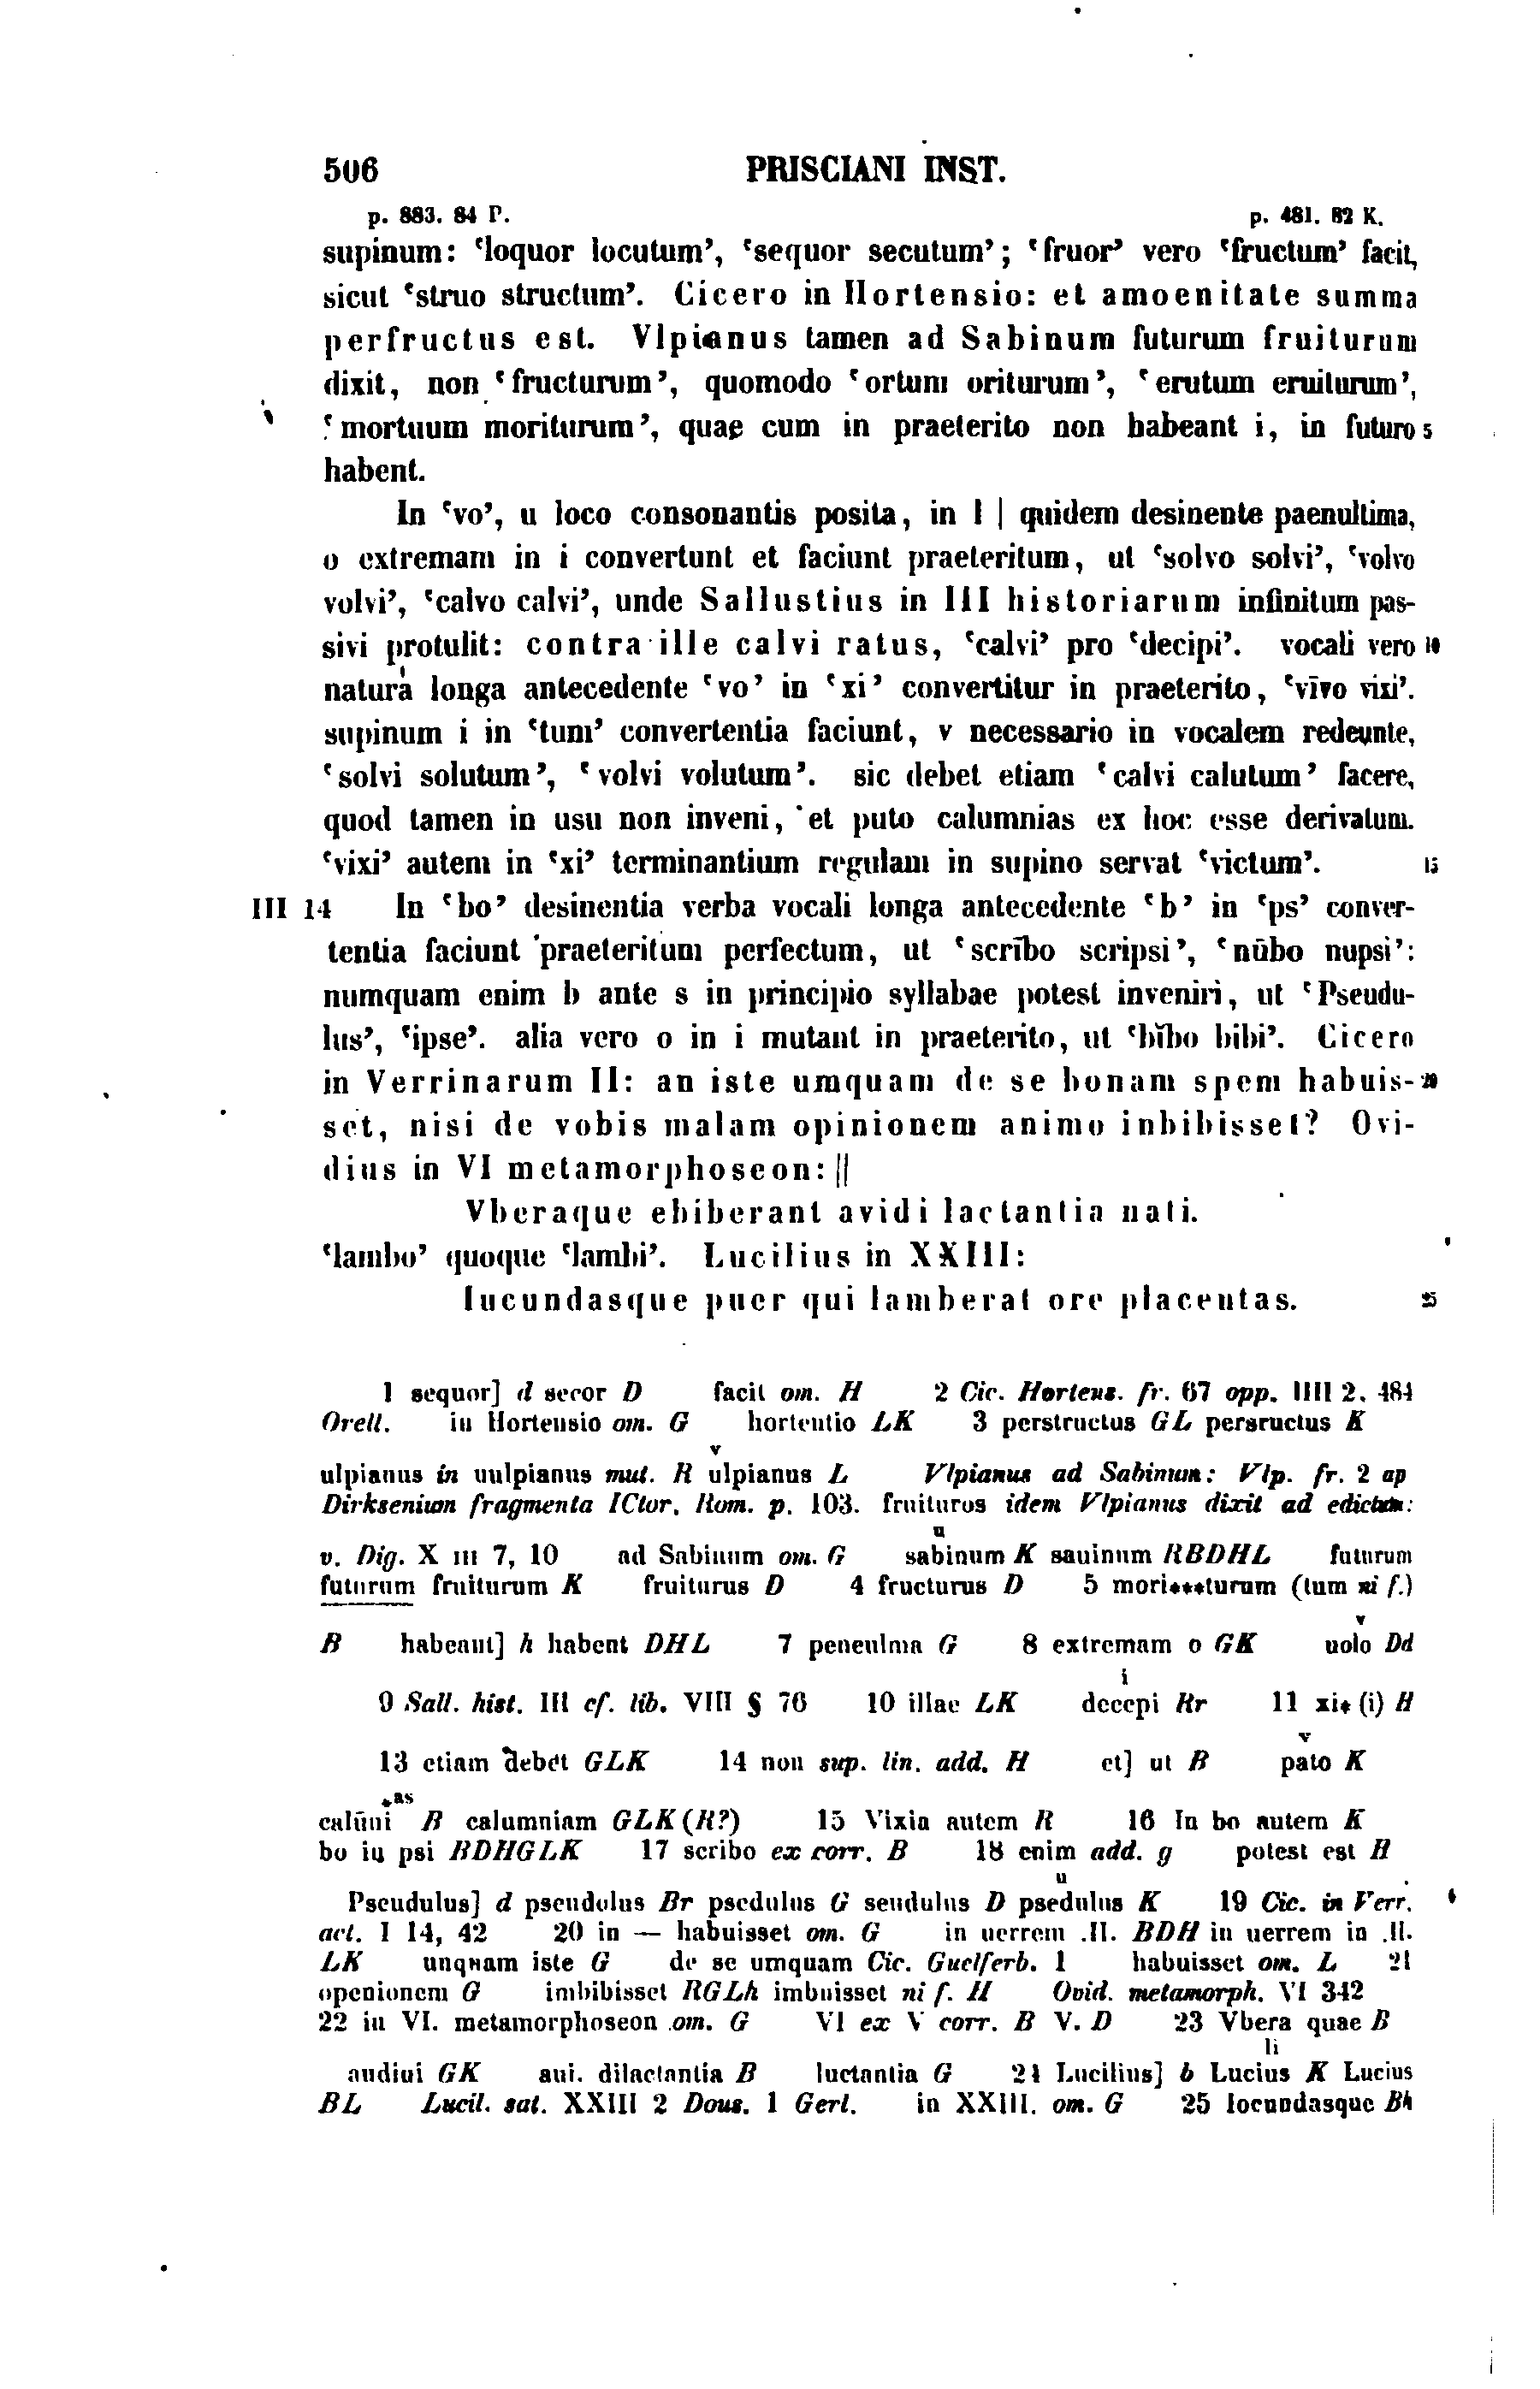 506 PRISCIANI INST.
p. 883. 84 P. p. 481. 82 K.
supinum: ‘loquor locutum’, ‘sequor secutum’; ‘fruor’ vero ‘fructum’ facit,
sicut ‘struo structum’. Cicero in Hortensio: et amoenitate summa
perfructus est. Vlpianus tamen ad Sabinum futurum fruiturum
dixit, non ‘fructurum’, quomodo ‘ortum oriturum’, ‘erutum eruiturum’,
‘mortuum moriturum’, quae cum in praeterito non habeant i, in futuro 5
habent.
In ‘vo’, u loco consonantis posita, in l | quidem desinente paenultima,
o extremam in i convertunt et faciunt praeteritum, ut ‘solvo solvi’, ‘volvo
volvi’, ‘calvo calvi’, unde Sallustius in III historiarum infinitum pas-
sivi protulit: contra ille calvi ratus, ‘calvi’ pro ‘decipi’. vocali vero 10
natura longa antecedente ‘vo’ in ‘xi’ convertitur in praeterito, ‘vīvo vixi’.
supinum i in ‘tum’ convertentia faciunt, v necessario in vocalem redeunte,
‘solvi solutum’, ‘volvi volutum’. sic debet etiam ‘calvi calutum’ facere,
quod tamen in usu non inveni, et puto calumnias ex hoc esse derivatum.
‘vixi’ autem in ‘xi’ terminantium regulam in supino servat ‘victum’. 15
III 14 In ‘bo’ desinentia verba vocali longa antecedente ‘b’ in ‘ps’ conver-
tentia faciunt praeteritum perfectum, ut ‘scrībo scripsi’, ‘nūbo nupsi’:
numquam enim b ante s in principio syllabae potest inveniri, ut ‘Pseudu-
lus’, ‘ipse’. alia vero o in i mutant in praeterito, ut ‘bĭbo bibi’. Cicero
in Verrinarum II: an iste umquam de se bonam spem habuis- 20
set, nisi de vobis malam opinionem animo inbibisset? Ovi-
dius in VI metamorphoseon: ||
Vberaque ebiberant avidi lactantia nati.
‘lambo’ quoque ‘lambi’. Lucilius in XXIII:
Iucundasque puer qui lamberat ore placentas. 25
1 sequor] d secor D facit om. H 2 Cic. Hortens. fr. 67 opp. IIII 2. 484
Orell. in Hortensio om. G hortentio LK 3 perstructus GL persructus K
v
ulpianus in uulpianus mut. R ulpianus L Vlpianus ad Sabinum: Vlp. fr. 2 ap
Dirksenium fragmenta ICtor. Rom. p. 103. fruiturus idem Vlpianus dixit ad edictum:
u
v. Dig. X III 7, 10 ad Sabinum om. G sabinum K sauinum RBDHL futurum
futurum fruiturum K fruiturus D 4 fructurus D 5 mori***turum (tum ni f.)
v
B habeant] h habent DHL 7 peneulma G 8 extremam o GK uolo Dd
i
9 Sall. hist. III cf. lib. VIII § 70 10 illae LK decepi Rr 11 xi* (i) H
v
13 etiam debet GLK 14 non sup. lin. add. H et] ut B pato K
*as
calūni B calumniam GLK (R?) 15 Vixia autem R 16 In bo autem K
bo in psi BDHGLK 17 scribo ex corr. B 18 enim add. g potest est H
u
Pseudulus] d pseudolus Br psedulus G seudulus D psedulus K 19 Cic. in Verr.
act. I 14, 42 20 in — habuisset om. G in uerrem .II. BDH in uerrem in .II.
LK unquam iste G de se umquam Cic. Guelferb. 1 habuisset om. L 21
openionem G imbibisset RGLh imbuisset ni f. H Ovid. metamorph. VI 342
22 in VI. metamorphoseon om. G VI ex V corr. B V. D 23 Vbera quae B
li
audiui GK aui. dilactantia B luctantia G 24 Lucilius] b Lucius K Lucius
BL Lucil. sat. XXIII 2 Dous. 1 Gerl. in XXIII. om. G 25 Iocundasque Bh